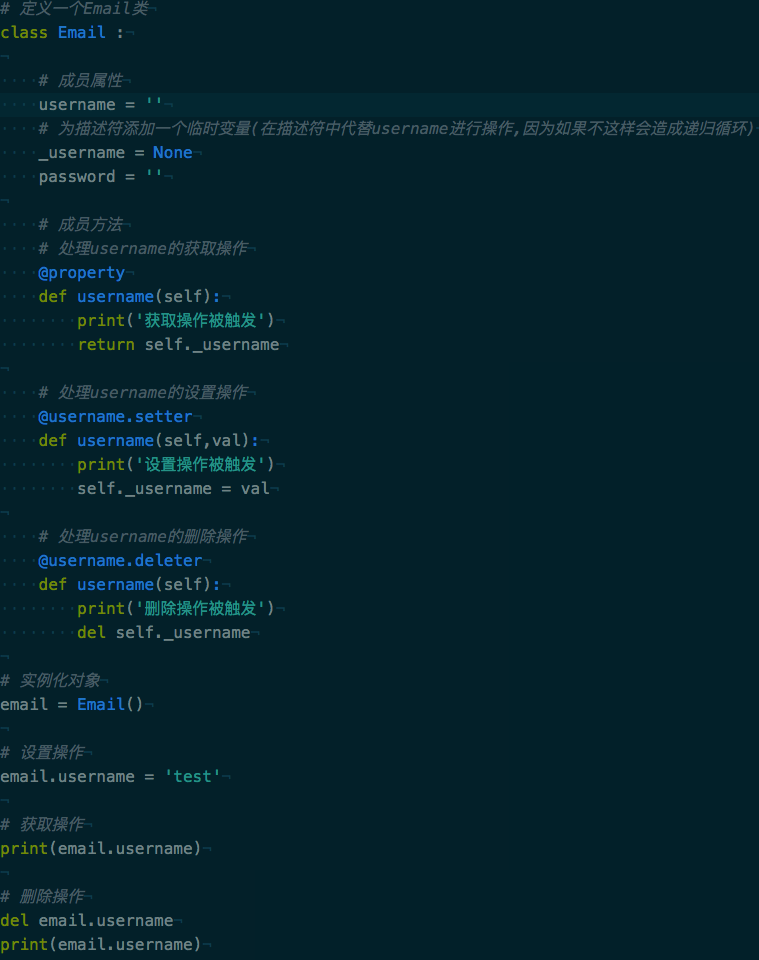 # 定义一个Email类
class Email :
    # 成员属性
    username = ''
    # 为描述符添加一个临时变量(在描述符中代替username进行操作,因为如果不这样会造成递归循环)
    _username = None
    password = ''
    # 成员方法
    # 处理username的获取操作
    @property
    def username(self):
        print('获取操作被触发')
        return self._username
    # 处理username的设置操作
    @username.setter
    def username(self,val):
        print('设置操作被触发')
        self._username = val
    # 处理username的删除操作
    @username.deleter
    def username(self):
        print('删除操作被触发')
        del self._username
# 实例化对象
email = Email()
# 设置操作
email.username = 'test'
# 获取操作
print(email.username)
# 删除操作
del email.username
print(email.username)